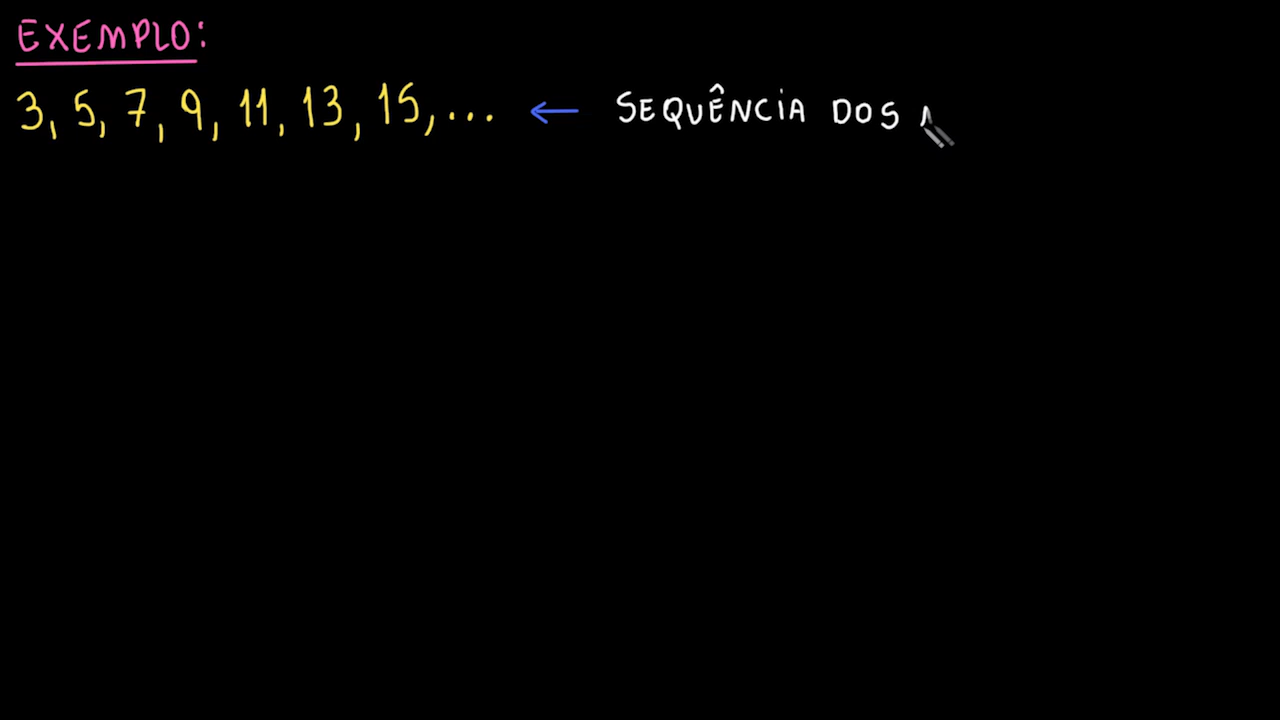 EXEMPLO:
3, 5, 7, 9, 11, 13, 15, ... ← SEQUÊNCIA DOS